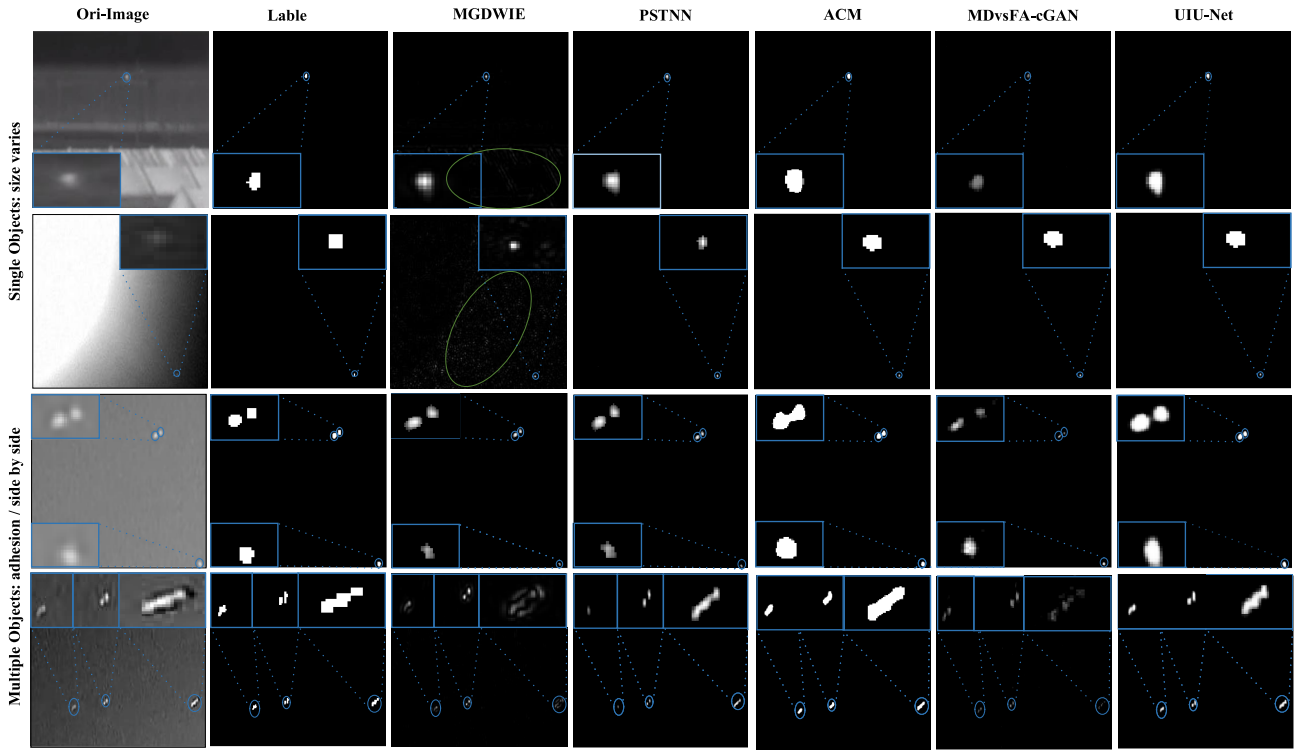 Ori-Image Lable MGDWIE PSTNN ACM MDvsFA-cGAN UIU-Net
Single Objects: size varies
Multiple Objects: adhesion / side by side